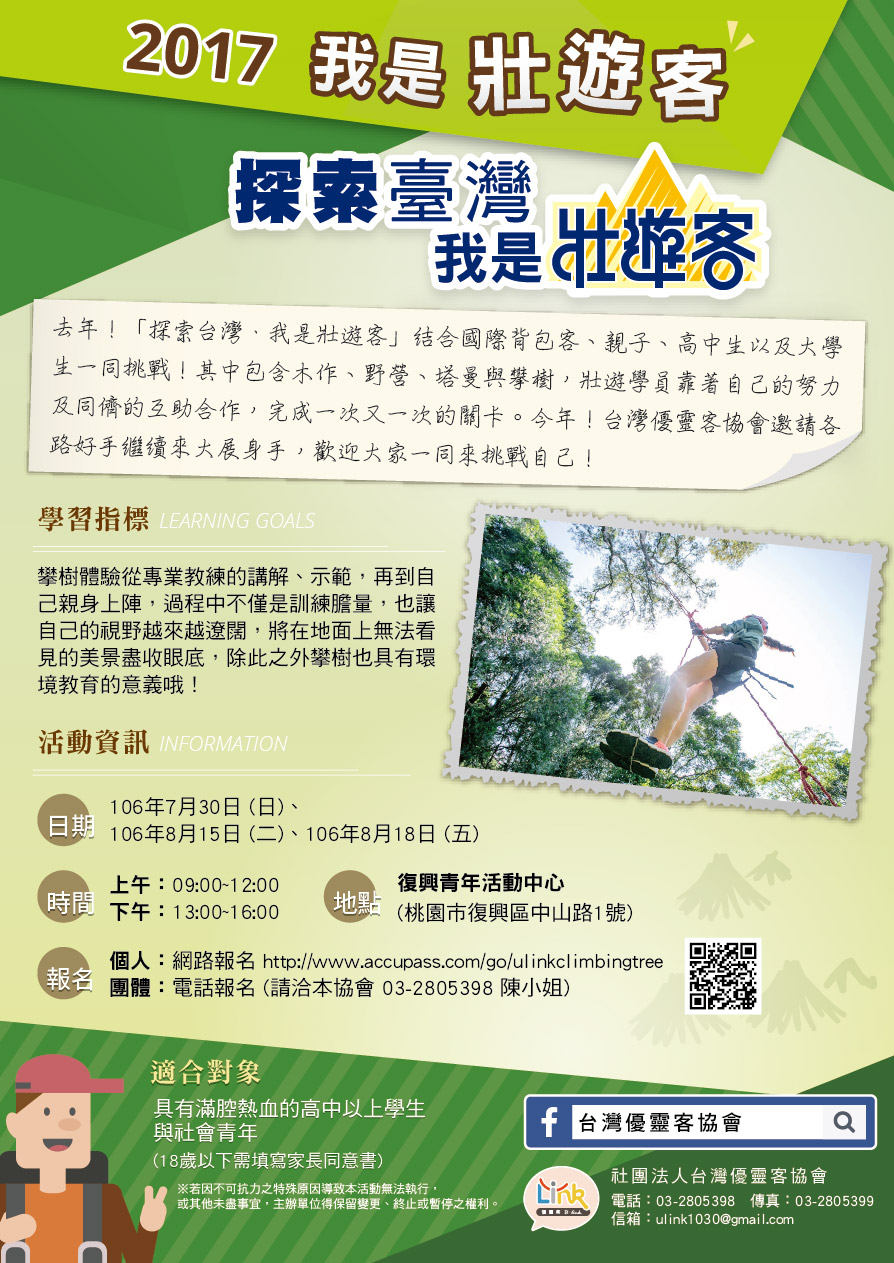 2017 我是 壯遊客
探索臺灣
我是壯遊客
去年！「探索台灣．我是壯遊客」結合國際背包客、親子、高中生以及大學
生一同挑戰！其中包含木作、野營、塔曼與攀樹，壯遊學員靠著自己的努力
及同儕的互助合作，完成一次又一次的關卡。今年！台灣優靈客協會邀請各
路好手繼續來大展身手，歡迎大家一同來挑戰自己！
學習指標 LEARNING GOALS
攀樹體驗從專業教練的講解、示範，再到自
己親身上陣，過程中不僅是訓練膽量，也讓
自己的視野越來越遼闊，將在地面上無法看
見的美景盡收眼底，除此之外攀樹也具有環
境教育的意義哦！
活動資訊 INFORMATION
日期
106年7月30日 (日)、
106年8月15日 (二)、106年8月18日 (五)
時間
上午：09:00~12:00
下午：13:00~16:00
地點
復興青年活動中心
(桃園市復興區中山路1號)
報名
個人：網路報名 http://www.accupass.com/go/ulinkclimbingtree
團體：電話報名 (請洽本協會 03-2805398 陳小姐)
適合對象
具有滿腔熱血的高中以上學生
與社會青年
(18歲以下需填寫家長同意書)
※若因不可抗力之特殊原因導致本活動無法執行，
或其他未盡事宜，主辦單位得保留變更、終止或暫停之權利。
f 台灣優靈客協會
Link
社團法人台灣優靈客協會
電話：03-2805398 傳真：03-2805399
信箱：ulink1030@gmail.com